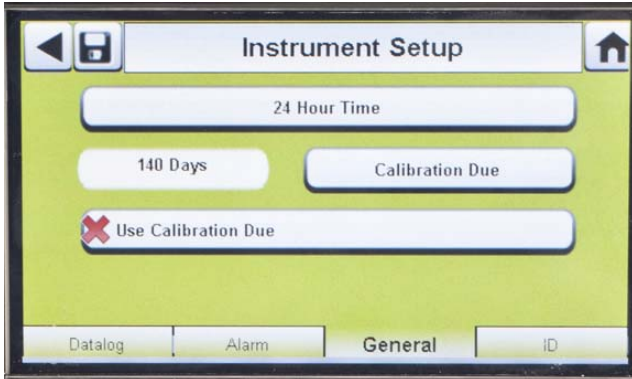 Instrument Setup
24 Hour Time
140 Days
Calibration Due
Use Calibration Due
Datalog
Alarm
General
ID